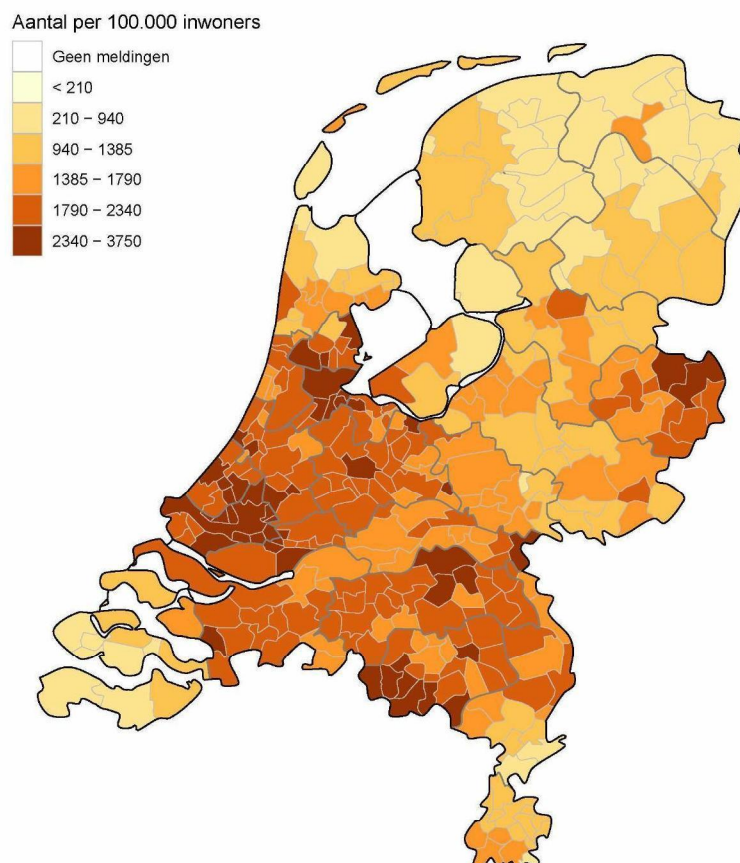 Aantal per 100.000 inwoners
Geen meldingen
< 210
210 − 940
940 − 1385
1385 − 1790
1790 − 2340
2340 − 3750